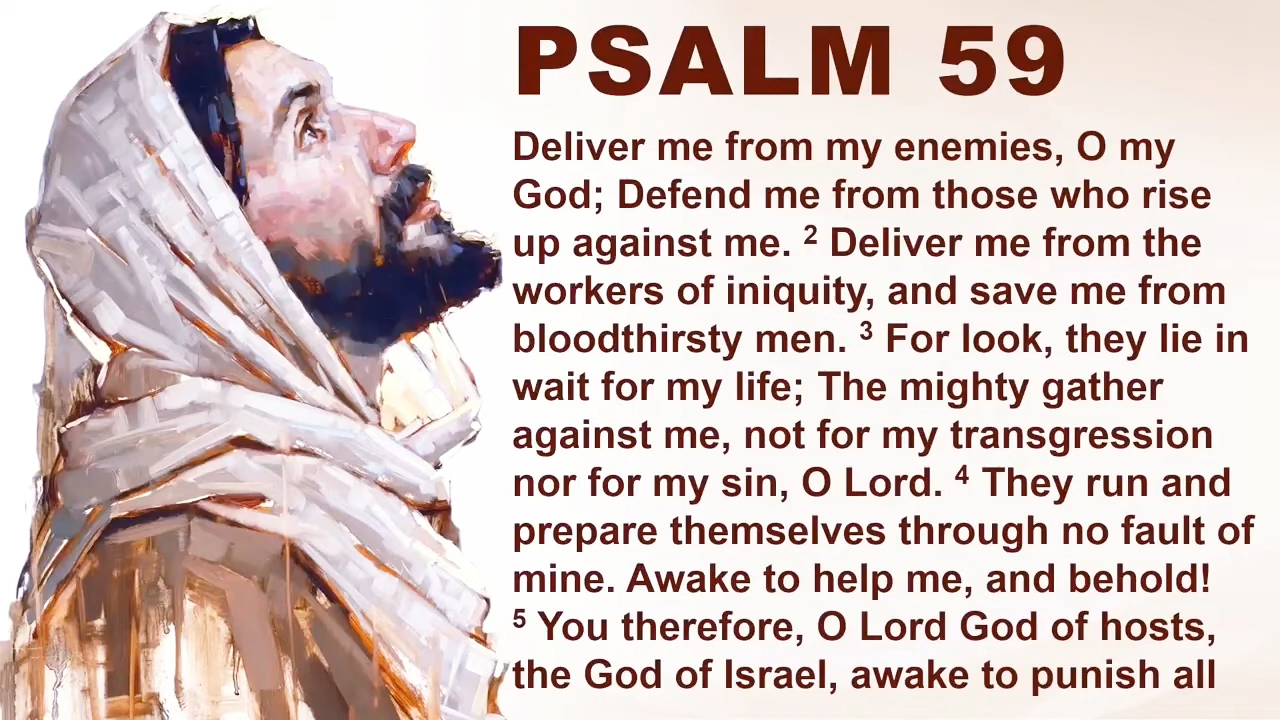 PSALM 59
Deliver me from my enemies, O my
God; Defend me from those who rise
up against me. ² Deliver me from the
workers of iniquity, and save me from
bloodthirsty men. ³ For look, they lie in
wait for my life; The mighty gather
against me, not for my transgression
nor for my sin, O Lord. ⁴ They run and
prepare themselves through no fault of
mine. Awake to help me, and behold!
⁵ You therefore, O Lord God of hosts,
the God of Israel, awake to punish all